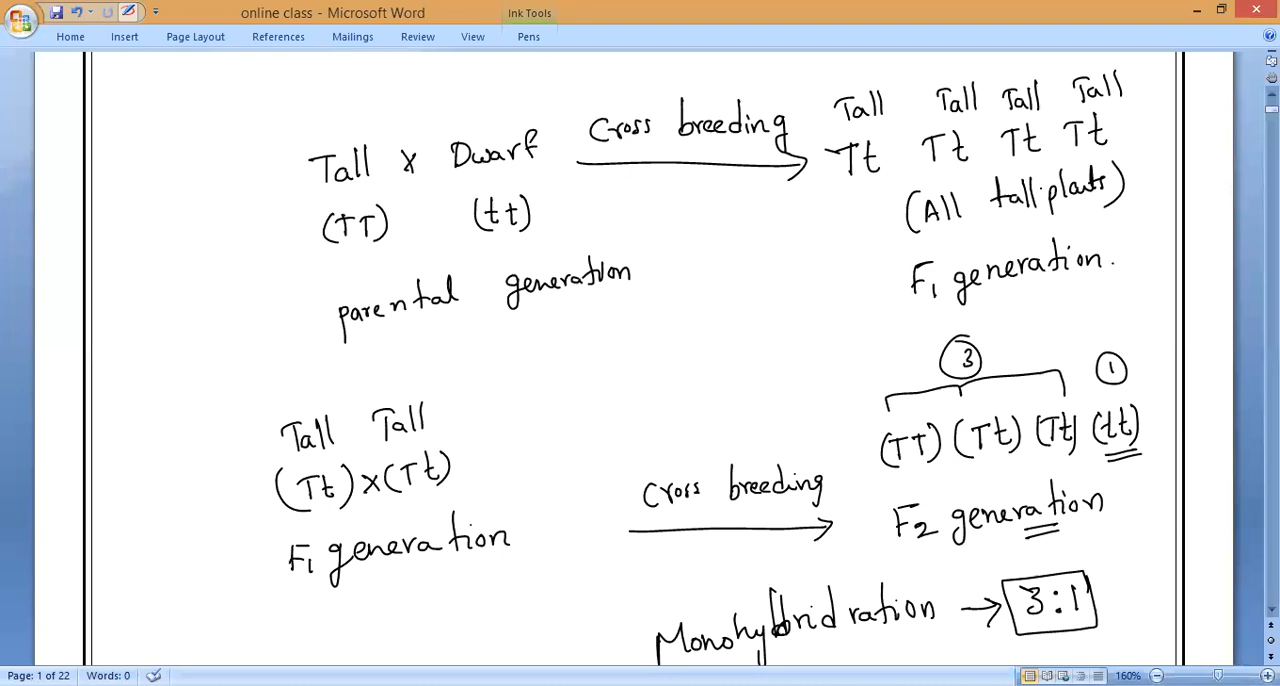 online class - Microsoft Word
Ink Tools
Home Insert Page Layout References Mailings Review View Pens
Tall Tall Tall Tall
Tall x Dwarf Cross breeding Tt Tt Tt Tt
(TT) (tt) (All tall plants)
parental generation F1 generation.
3 1
Tall Tall (TT) (Tt) (Tt) (tt)
(Tt) x (Tt) Cross breeding
F1 generation F2 generation
Monohybrid ration → 3:1
Page: 1 of 22 Words: 0 160%